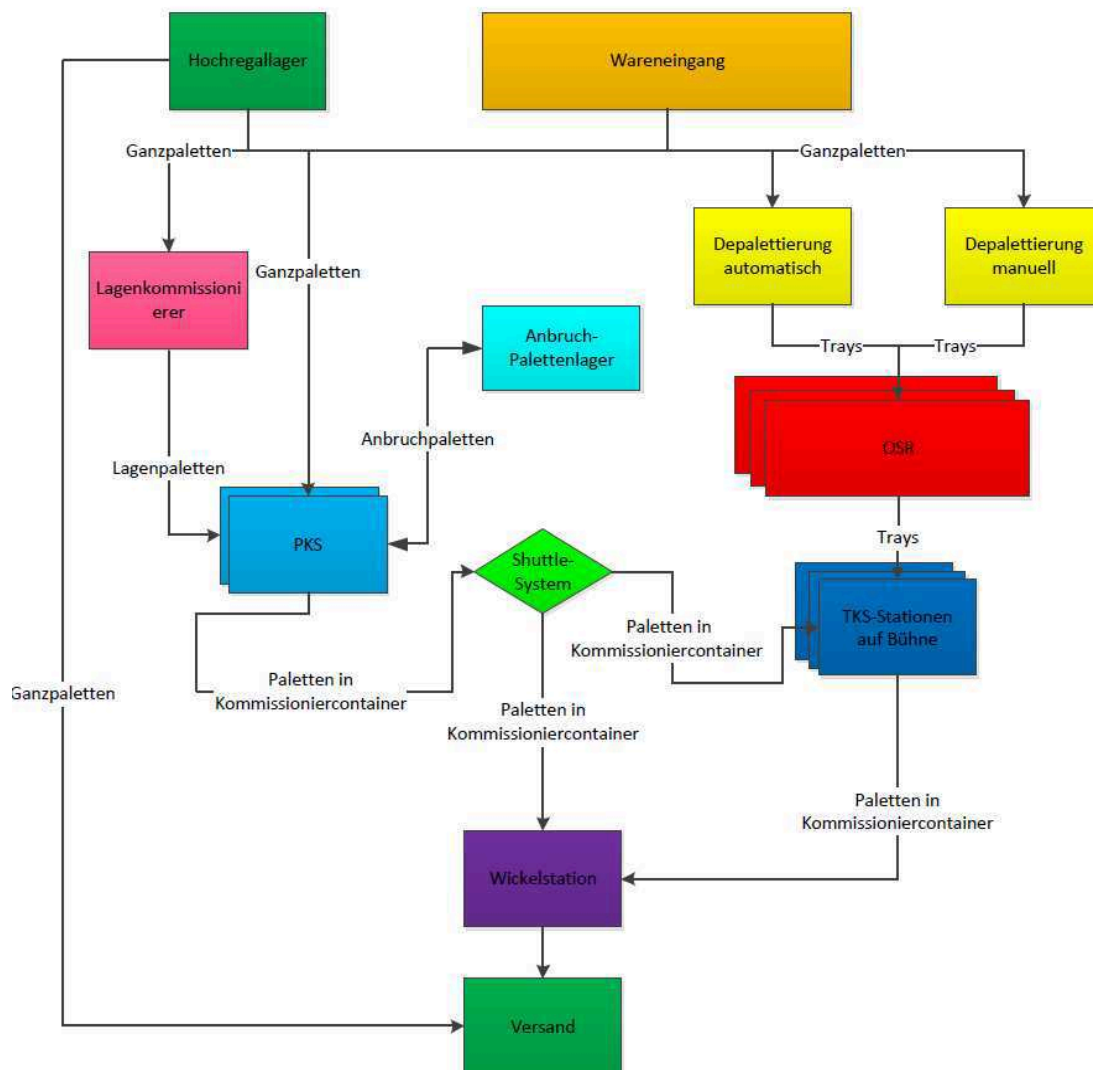 Hochregallager
Wareneingang
Ganzpaletten
Ganzpaletten
Depalettierung
automatisch
Depalettierung
manuell
Lagenkommissioni
erer
Ganzpaletten
Anbruch-
Palettenlager
Trays
Trays
Anbruchpaletten
OSR
Lagenpaletten
Trays
PKS
Shuttle-
System
TKS-Stationen
auf Bühne
Paletten in
Kommissioniercontainer
Paletten in
Kommissioniercontainer
Ganzpaletten
Paletten in
Kommissioniercontainer
Paletten in
Kommissioniercontainer
Wickelstation
Versand